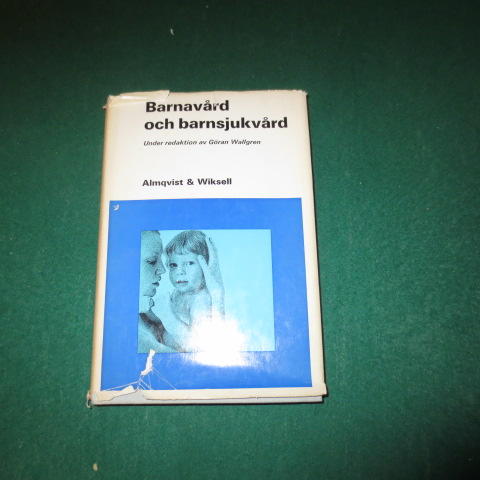 Barnavård
och barnsjukvård
Under redaktion av Göran Wallgren
Almqvist & Wiksell